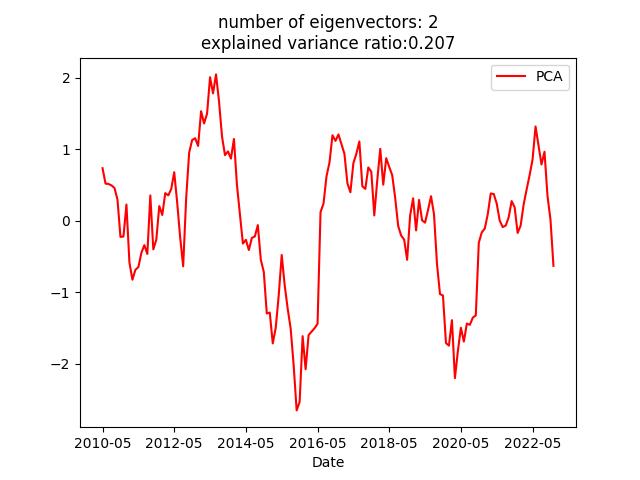 number of eigenvectors: 2
explained variance ratio:0.207
PCA
2
1
0
−1
−2
2010-05 2012-05 2014-05 2016-05 2018-05 2020-05 2022-05
Date